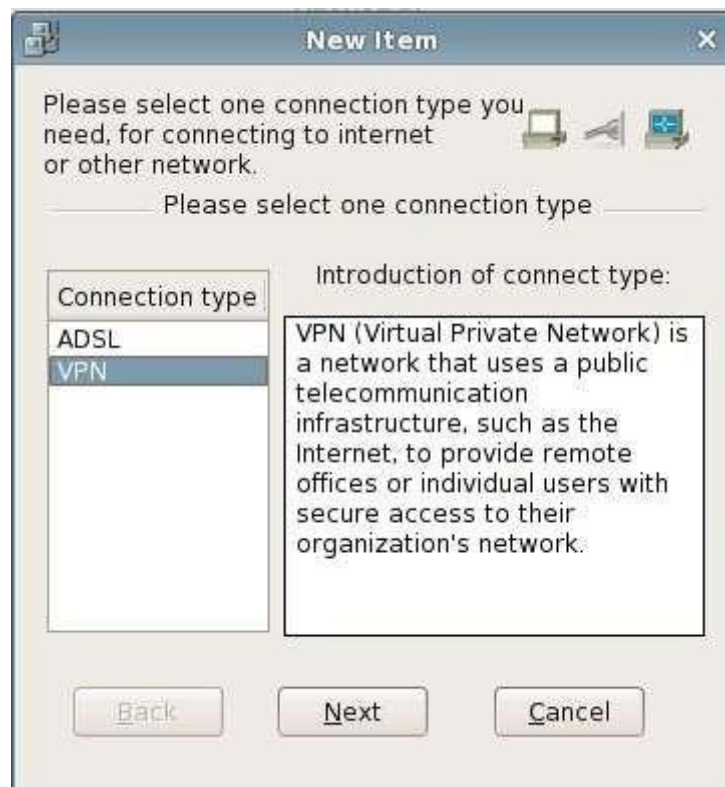 New Item
Please select one connection type you
need, for connecting to internet
or other network.
Please select one connection type
Connection type
ADSL
VPN
Introduction of connect type:
VPN (Virtual Private Network) is
a network that uses a public
telecommunication
infrastructure, such as the
Internet, to provide remote
offices or individual users with
secure access to their
organization's network.
Back
Next
Cancel